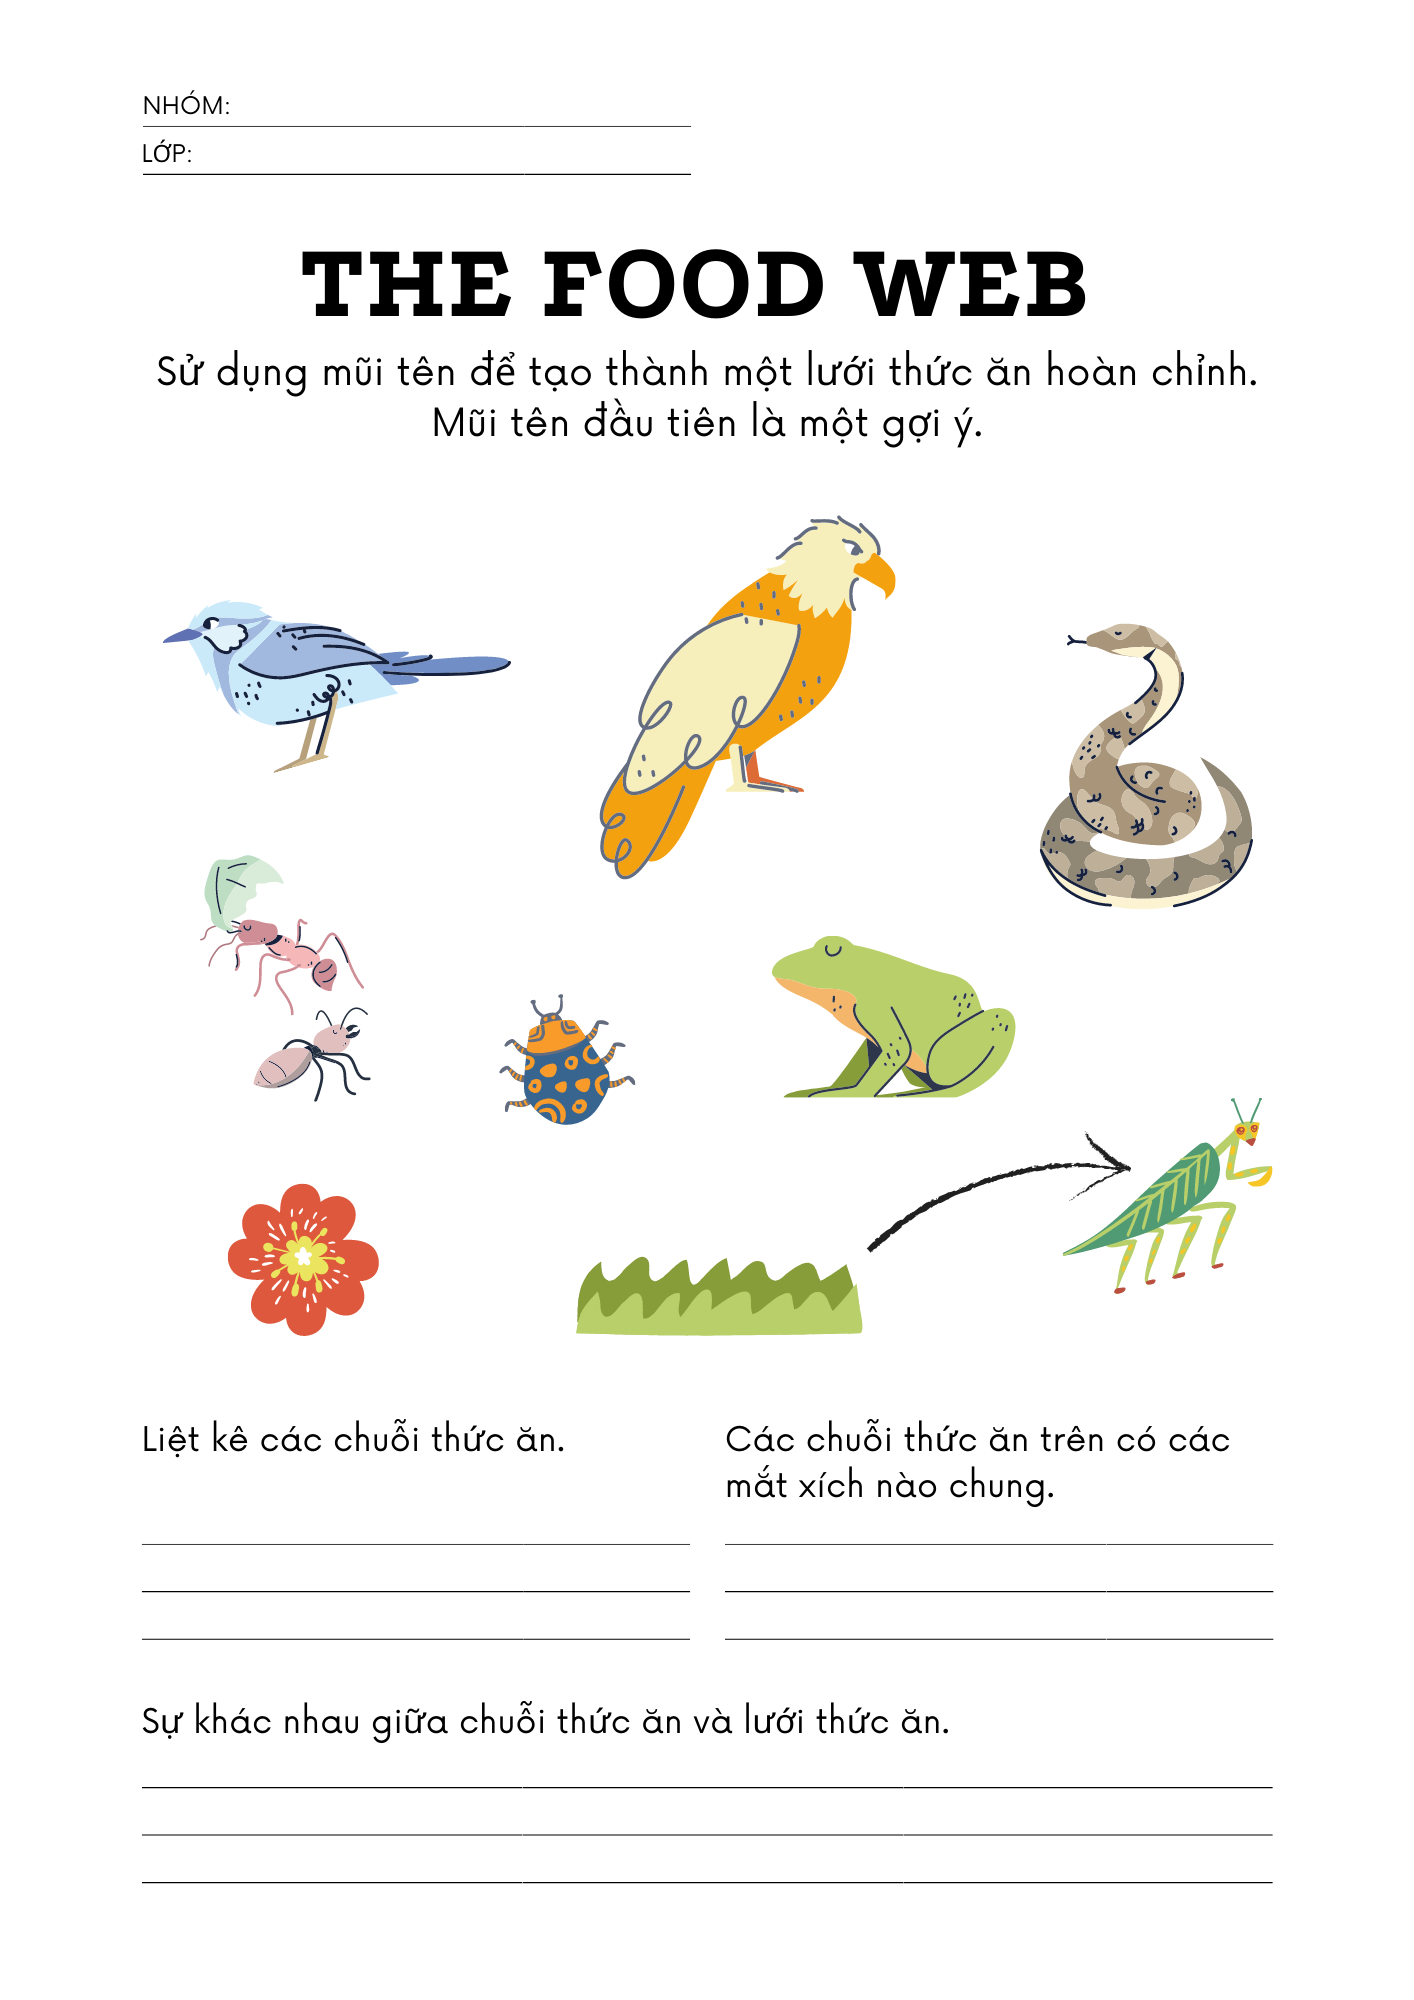 NHÓM:
LỚP:
THE FOOD WEB
Sử dụng mũi tên để tạo thành một lưới thức ăn hoàn chỉnh.
Mũi tên đầu tiên là một gợi ý.
Liệt kê các chuỗi thức ăn.
Các chuỗi thức ăn trên có các
mắt xích nào chung.
Sự khác nhau giữa chuỗi thức ăn và lưới thức ăn.